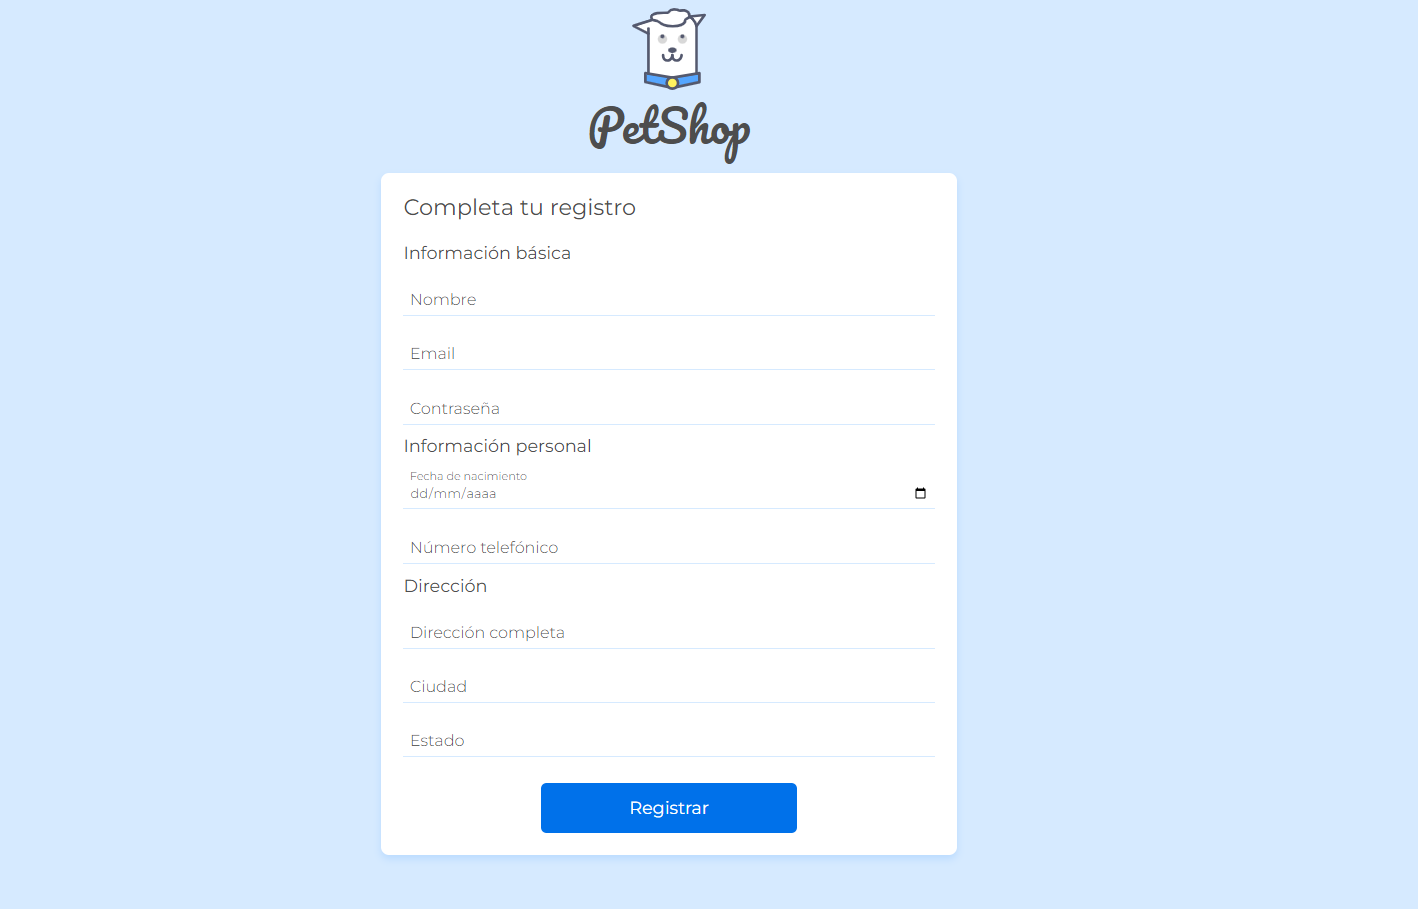 PetShop
Completa tu registro
Información básica
Nombre
Email
Contraseña
Información personal
Fecha de nacimiento
dd/mm/aaaa
Número telefónico
Dirección
Dirección completa
Ciudad
Estado
Registrar